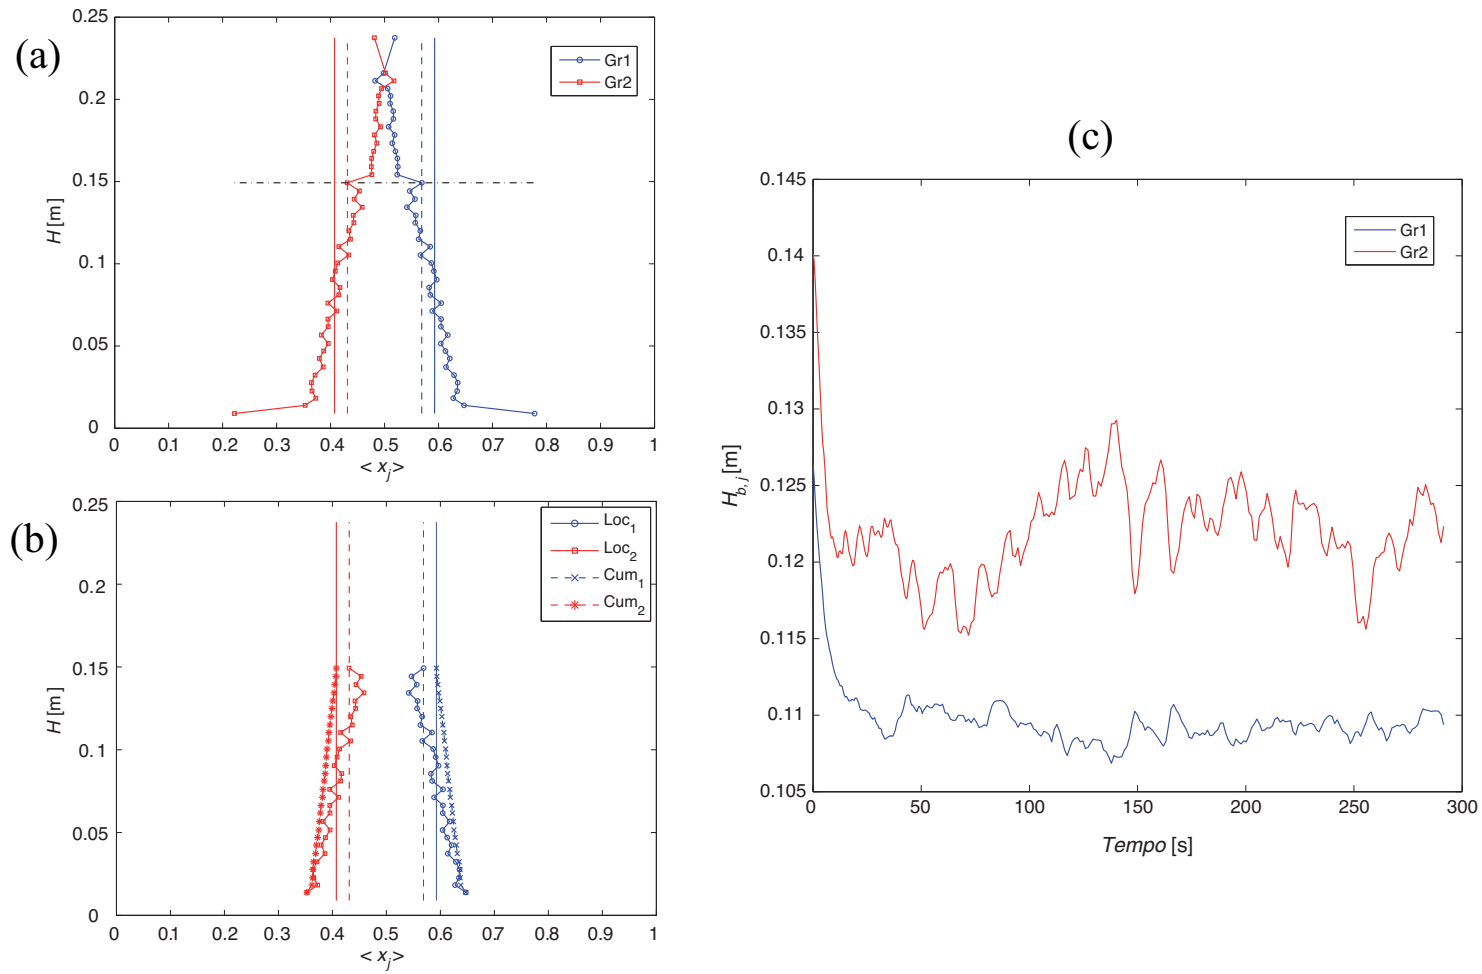 (a)
0.25
0.2
0.15
0.1
0.05
0
H [m]
Gr1
Gr2
0 0.1 0.2 0.3 0.4 0.5 0.6 0.7 0.8 0.9 1
< x_j >
(b)
0.25
0.2
0.15
0.1
0.05
0
H [m]
Loc_1
Loc_2
Cum_1
Cum_2
0 0.1 0.2 0.3 0.4 0.5 0.6 0.7 0.8 0.9 1
< x_j >
(c)
0.145
0.14
0.135
0.13
0.125
0.12
0.115
0.11
0.105
H_{b,j} [m]
Gr1
Gr2
0 50 100 150 200 250 300
Tempo [s]